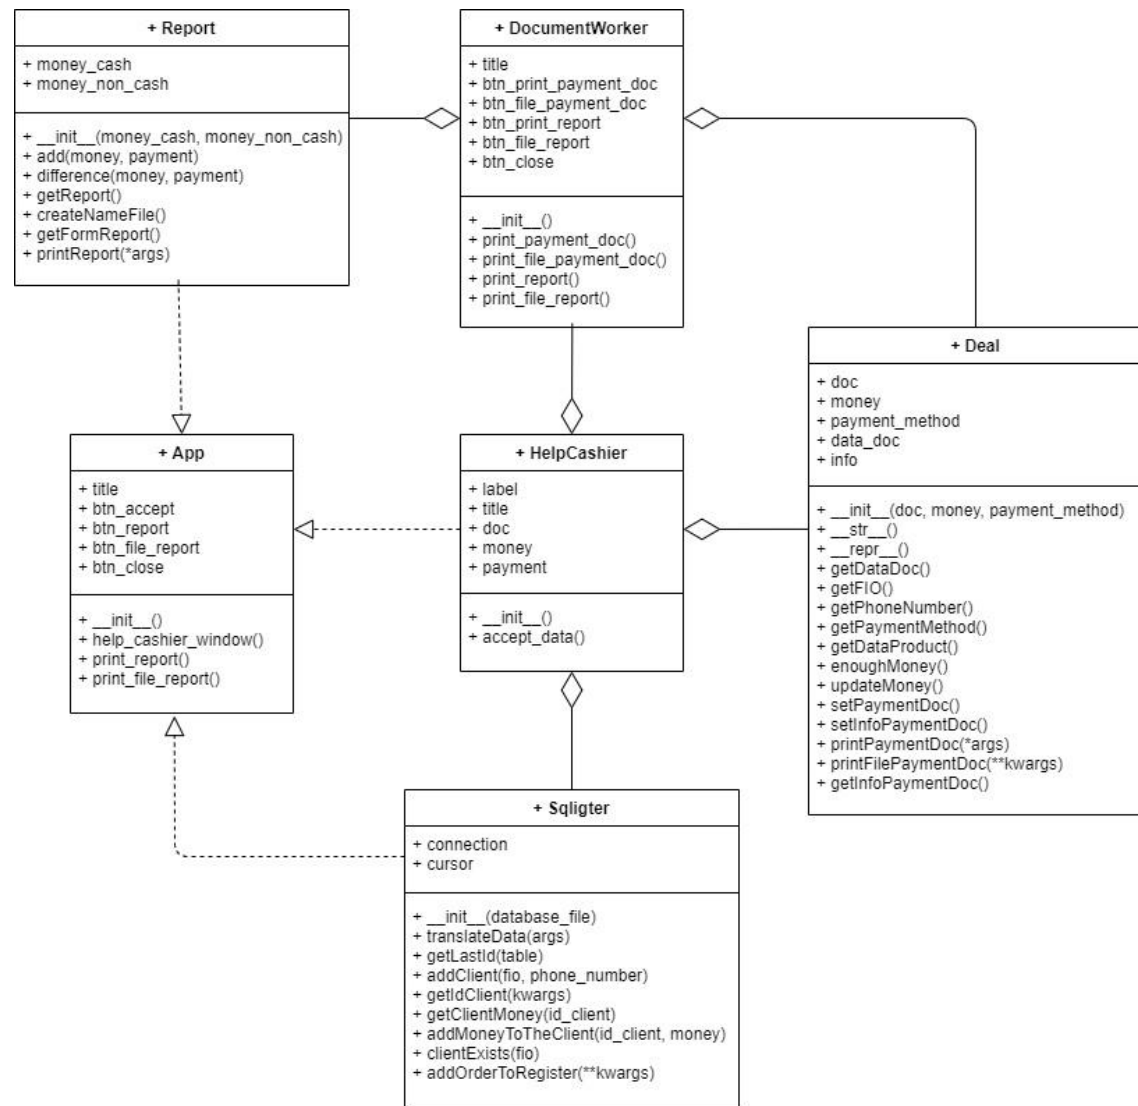 + Report
+ money_cash
+ money_non_cash
+ __init__(money_cash, money_non_cash)
+ add(money, payment)
+ difference(money, payment)
+ getReport()
+ createNameFile()
+ getFormReport()
+ printReport(*args)
+ DocumentWorker
+ title
+ btn_print_payment_doc
+ btn_file_payment_doc
+ btn_print_report
+ btn_file_report
+ btn_close
+ __init__()
+ print_payment_doc()
+ print_file_payment_doc()
+ print_report()
+ print_file_report()
+ Deal
+ doc
+ money
+ payment_method
+ data_doc
+ info
+ __init__(doc, money, payment_method)
+ __str__()
+ __repr__()
+ getDataDoc()
+ getFIO()
+ getPhoneNumber()
+ getPaymentMethod()
+ getDataProduct()
+ enoughMoney()
+ updateMoney()
+ setPaymentDoc()
+ setInfoPaymentDoc()
+ printPaymentDoc(*args)
+ printFilePaymentDoc(**kwargs)
+ getInfoPaymentDoc()
+ App
+ title
+ btn_accept
+ btn_report
+ btn_file_report
+ btn_close
+ __init__()
+ help_cashier_window()
+ print_report()
+ print_file_report()
+ HelpCashier
+ label
+ title
+ doc
+ money
+ payment
+ __init__()
+ accept_data()
+ Sqligter
+ connection
+ cursor
+ __init__(database_file)
+ translateData(args)
+ getLastId(table)
+ addClient(fio, phone_number)
+ getIdClient(kwargs)
+ getClientMoney(id_client)
+ addMoneyToTheClient(id_client, money)
+ clientExists(fio)
+ addOrderToRegister(**kwargs)